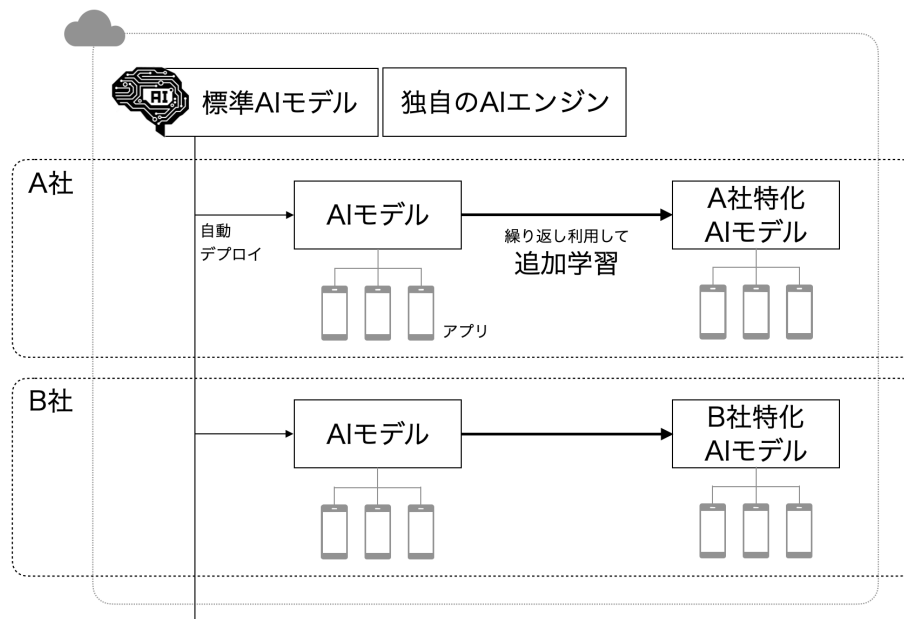 AI
標準AIモデル
独自のAIエンジン
A社
自動
デプロイ
AIモデル
繰り返し利用して
追加学習
A社特化
AIモデル
アプリ
B社
AIモデル
B社特化
AIモデル